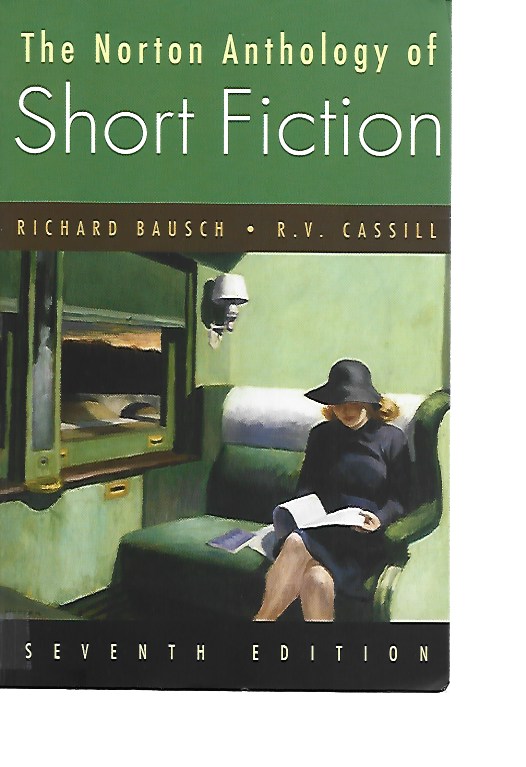 The Norton Anthology of
Short Fiction
RICHARD BAUSCH • R.V. CASSILL
SEVENTH EDITION